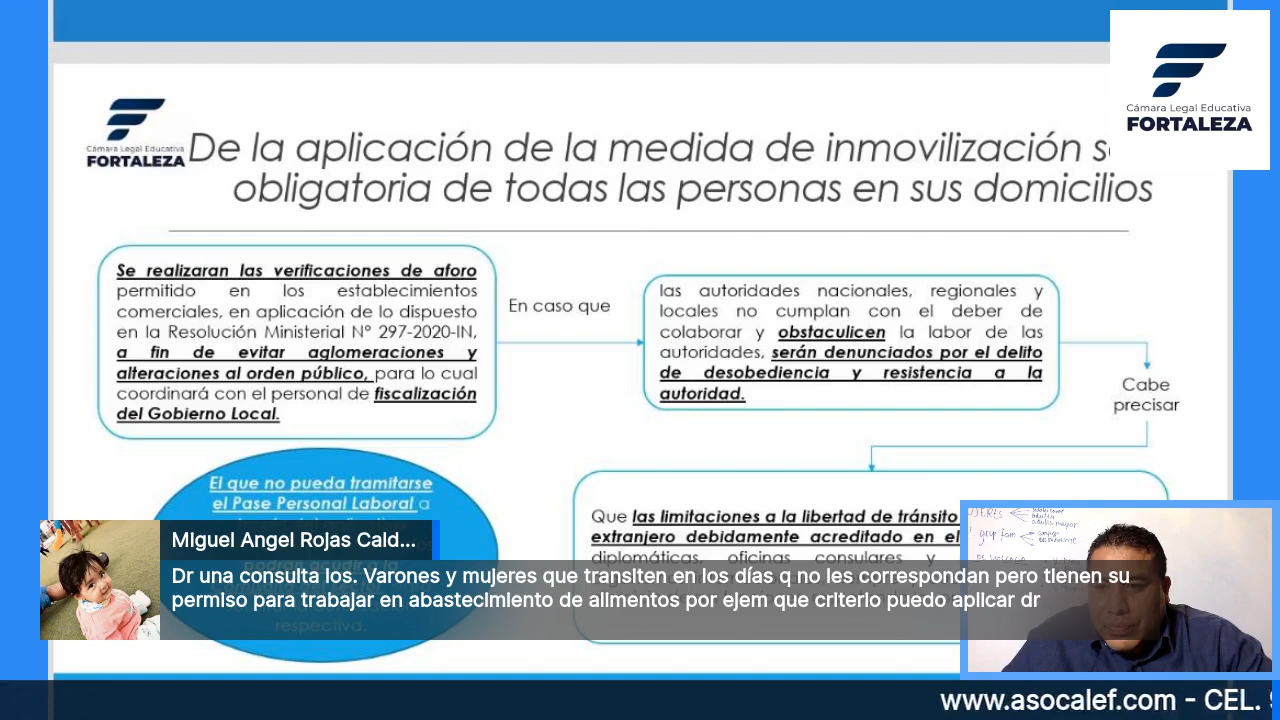 Cámara Legal Educativa
FORTALEZA
Cámara Legal Educativa
FORTALEZA
De la aplicación de la medida de inmovilización
obligatoria de todas las personas en sus domicilios
Se realizaran las verificaciones de aforo
permitido en los establecimientos
comerciales, en aplicación de lo dispuesto
en la Resolución Ministerial N° 297-2020-IN,
a fin de evitar aglomeraciones y
alteraciones al orden público, para lo cual
coordinará con el personal de fiscalización
del Gobierno Local.
En caso que
las autoridades nacionales, regionales y
locales no cumplan con el deber de
colaborar y obstaculicen la labor de las
autoridades, serán denunciados por el delito
de desobediencia y resistencia a la
autoridad.
Cabe
precisar
El que no pueda tramitarse
el Pase Personal Laboral a
podrán acudir a la
respectiva.
Que las limitaciones a la libertad de tránsito
extranjero debidamente acreditado en el
diplomáticas, oficinas consulares y
MIguel Angel Rojas Cald...
Dr una consulta los. Varones y mujeres que transiten en los días q no les correspondan pero tienen su
permiso para trabajar en abastecimiento de alimentos por ejem que criterio puedo aplicar dr
www.asocalef.com - CEL.